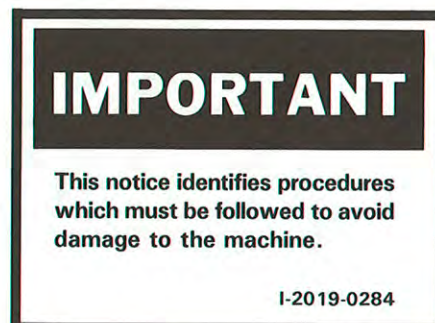 IMPORTANT
This notice identifies procedures
which must be followed to avoid
damage to the machine.
I-2019-0284